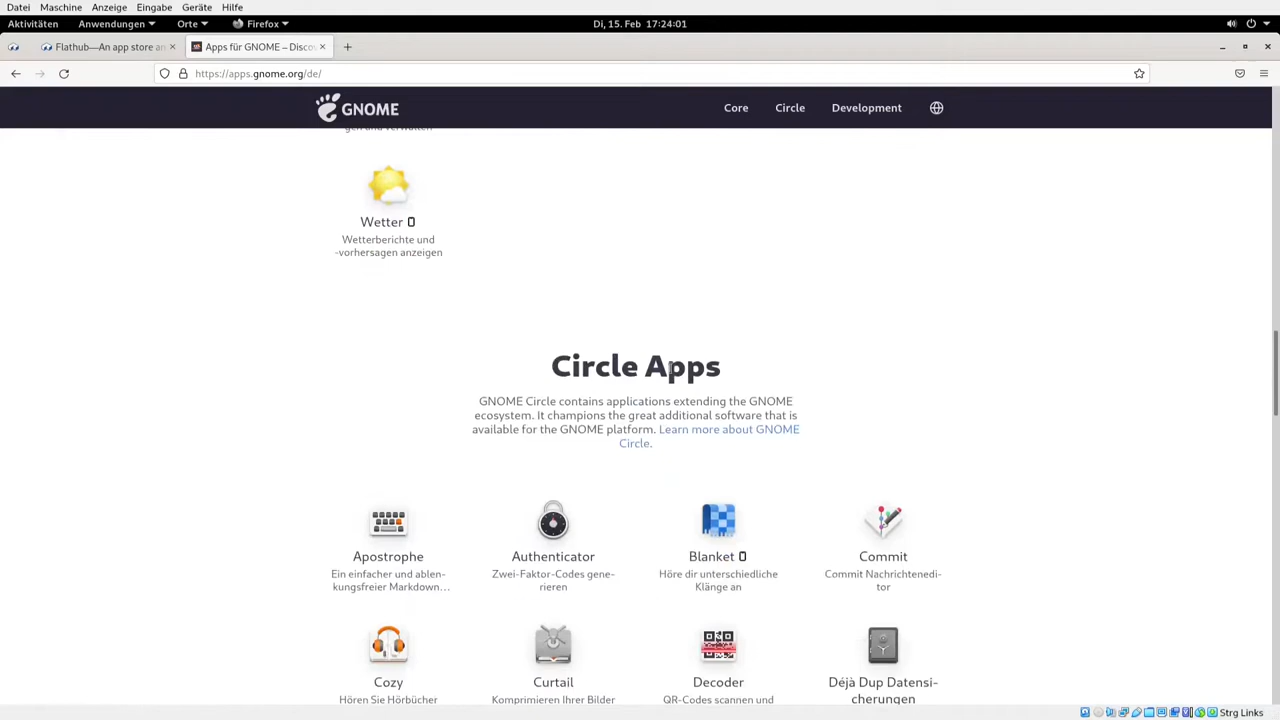 Datei Maschine Anzeige Eingabe Geräte Hilfe
Aktivitäten Anwendungen Orte Firefox Di, 15. Feb 17:24:01
Flathub—An app store an Apps für GNOME – Disco
https://apps.gnome.org/de/
GNOME Core Circle Development
gen und verwalten
Wetter
Wetterberichte und
-vorhersagen anzeigen
Circle Apps
GNOME Circle contains applications extending the GNOME
ecosystem. It champions the great additional software that is
available for the GNOME platform. Learn more about GNOME
Circle.
Apostrophe Authenticator Blanket Commit
Ein einfacher und ablen- Zwei-Faktor-Codes gene- Höre dir unterschiedliche Commit Nachrichtenedi-
kungsfreier Markdown… rieren Klänge an tor
Cozy Curtail Decoder Déjà Dup Datensi-
cherungen
Hören Sie Hörbücher Komprimieren Ihrer Bilder QR-Codes scannen und
Strg Links